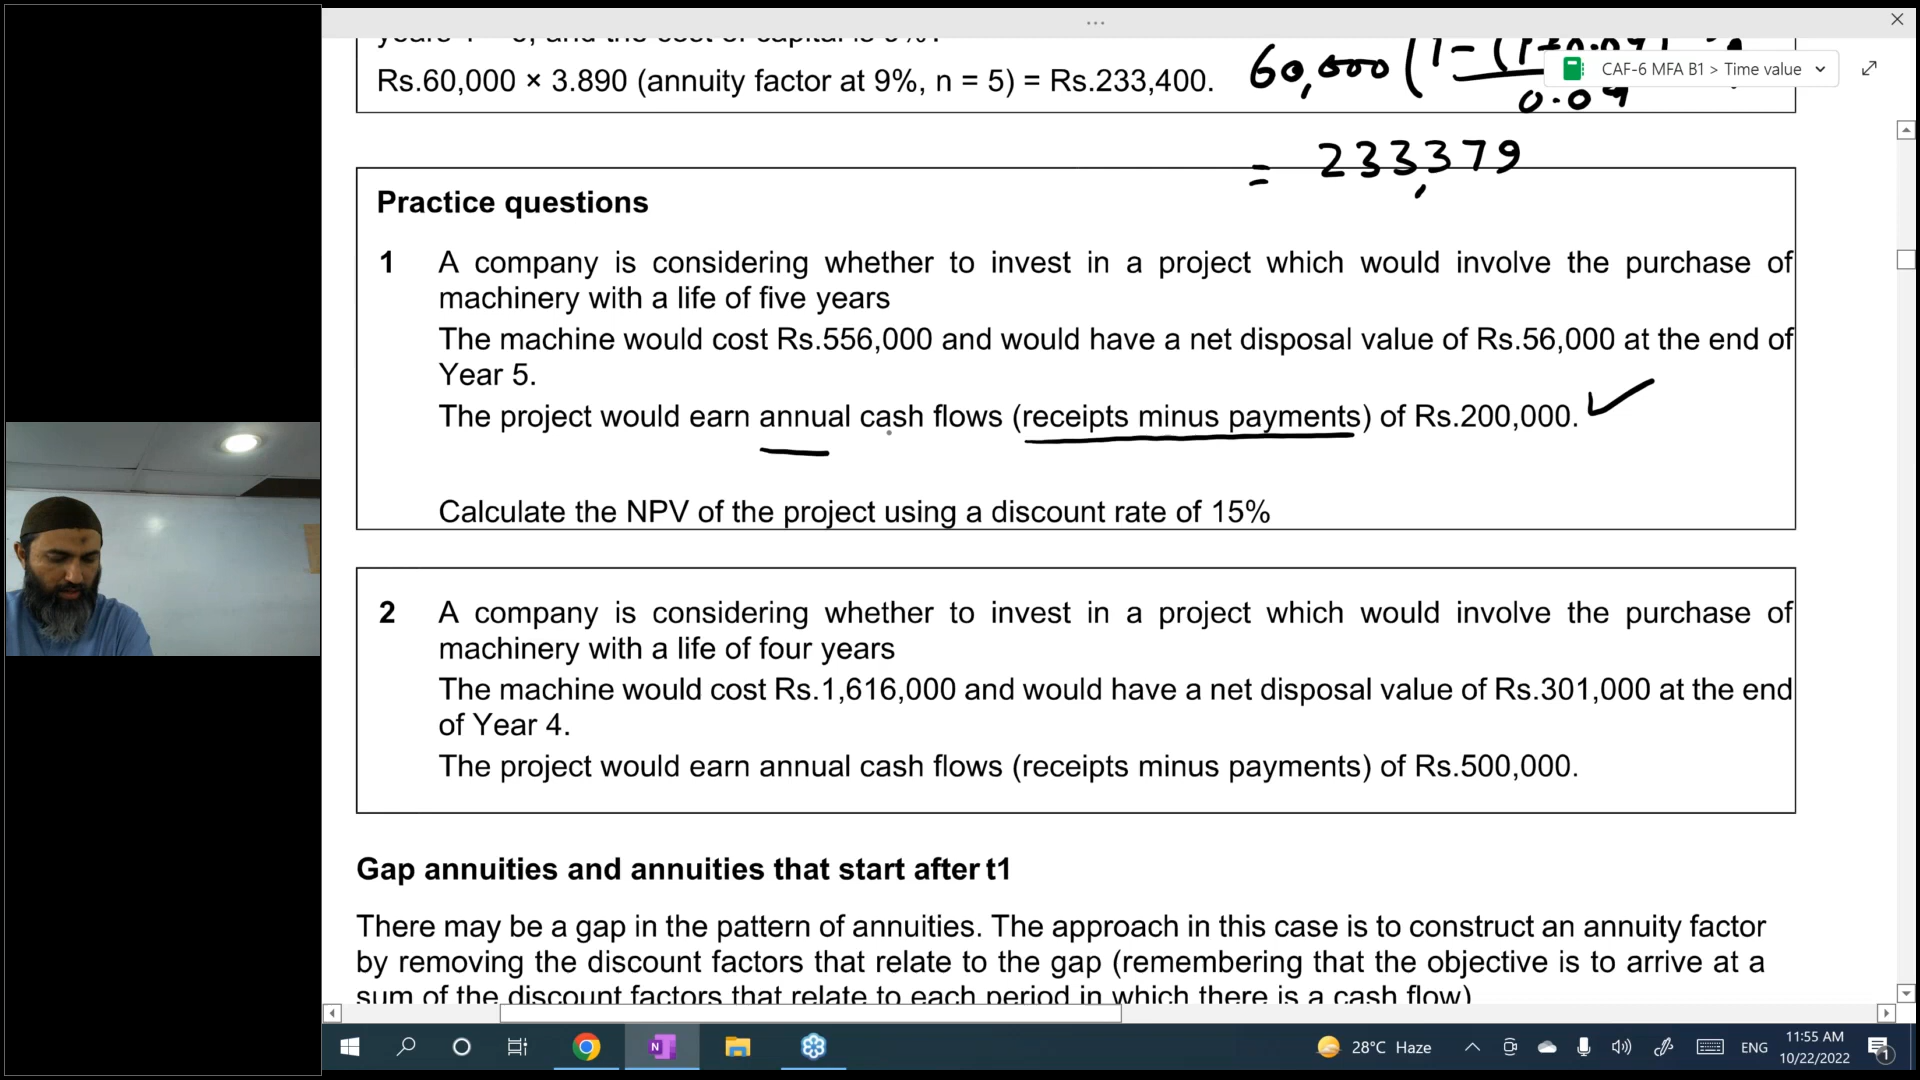 Rs.60,000 × 3.890 (annuity factor at 9%, n = 5) = Rs.233,400.
60,000
0.09
= 233,379
CAF-6 MFA B1 > Time value
Practice questions
1 A company is considering whether to invest in a project which would involve the purchase of
machinery with a life of five years
The machine would cost Rs.556,000 and would have a net disposal value of Rs.56,000 at the end of
Year 5.
The project would earn annual cash flows (receipts minus payments) of Rs.200,000.
Calculate the NPV of the project using a discount rate of 15%
2 A company is considering whether to invest in a project which would involve the purchase of
machinery with a life of four years
The machine would cost Rs.1,616,000 and would have a net disposal value of Rs.301,000 at the end
of Year 4.
The project would earn annual cash flows (receipts minus payments) of Rs.500,000.
Gap annuities and annuities that start after t1
There may be a gap in the pattern of annuities. The approach in this case is to construct an annuity factor
by removing the discount factors that relate to the gap (remembering that the objective is to arrive at a
sum of the discount factors that relate to each period in which there is a cash flow)
28°C Haze
ENG
11:55 AM
10/22/2022
1